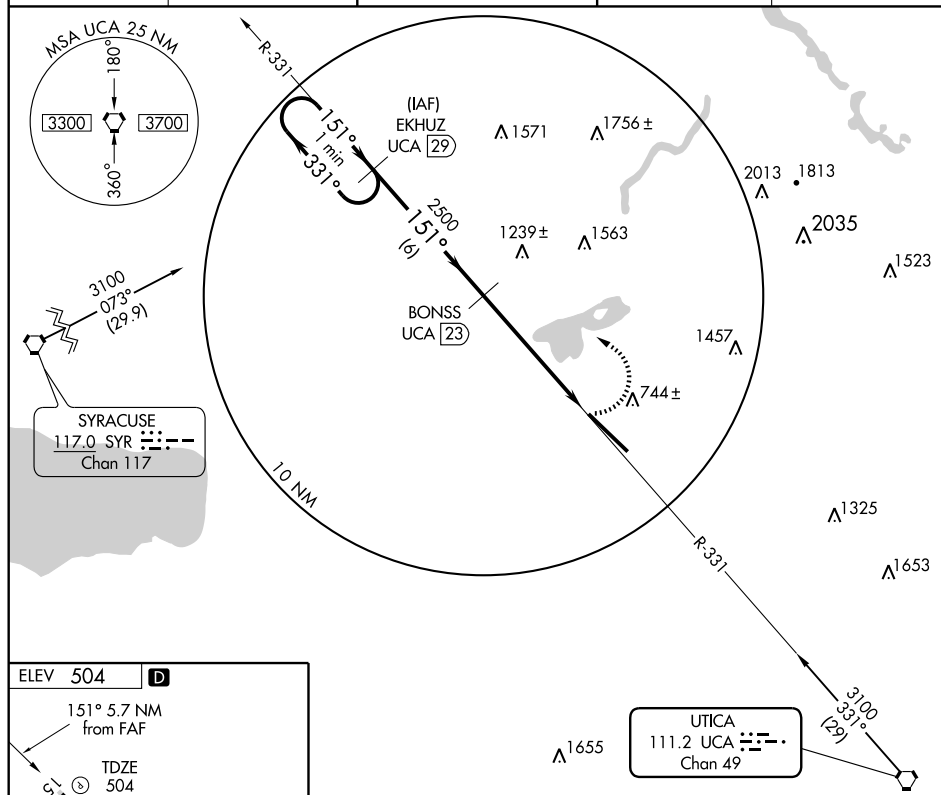 MSA UCA 25 NM
180°
3300
3700
360°
R-331
151°
1 min
331°
(IAF)
EKHUZ
UCA 29
1571
1756 ±
2013
1813
2035
1523
2500
151°
(6)
1239 ±
1563
BONSS
UCA 23
1457
744 ±
3100
073°
(29.9)
SYRACUSE
117.0 SYR
Chan 117
10 NM
1325
1653
R-331
3100
331°
(29)
UTICA
111.2 UCA
Chan 49
1655
ELEV 504 D
151° 5.7 NM
from FAF
TDZE
504
15
P